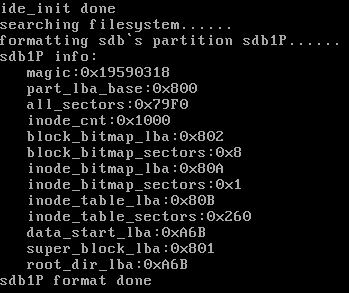 ide_init done
searching filesystem......
formatting sdb`s partition sdb1P......
sdb1P info:
magic:0x19590318
part_lba_base:0x800
all_sectors:0x79F0
inode_cnt:0x1000
block_bitmap_lba:0x802
block_bitmap_sectors:0x8
inode_bitmap_lba:0x80A
inode_bitmap_sectors:0x1
inode_table_lba:0x80B
inode_table_sectors:0x260
data_start_lba:0xA6B
super_block_lba:0x801
root_dir_lba:0xA6B
sdb1P format done